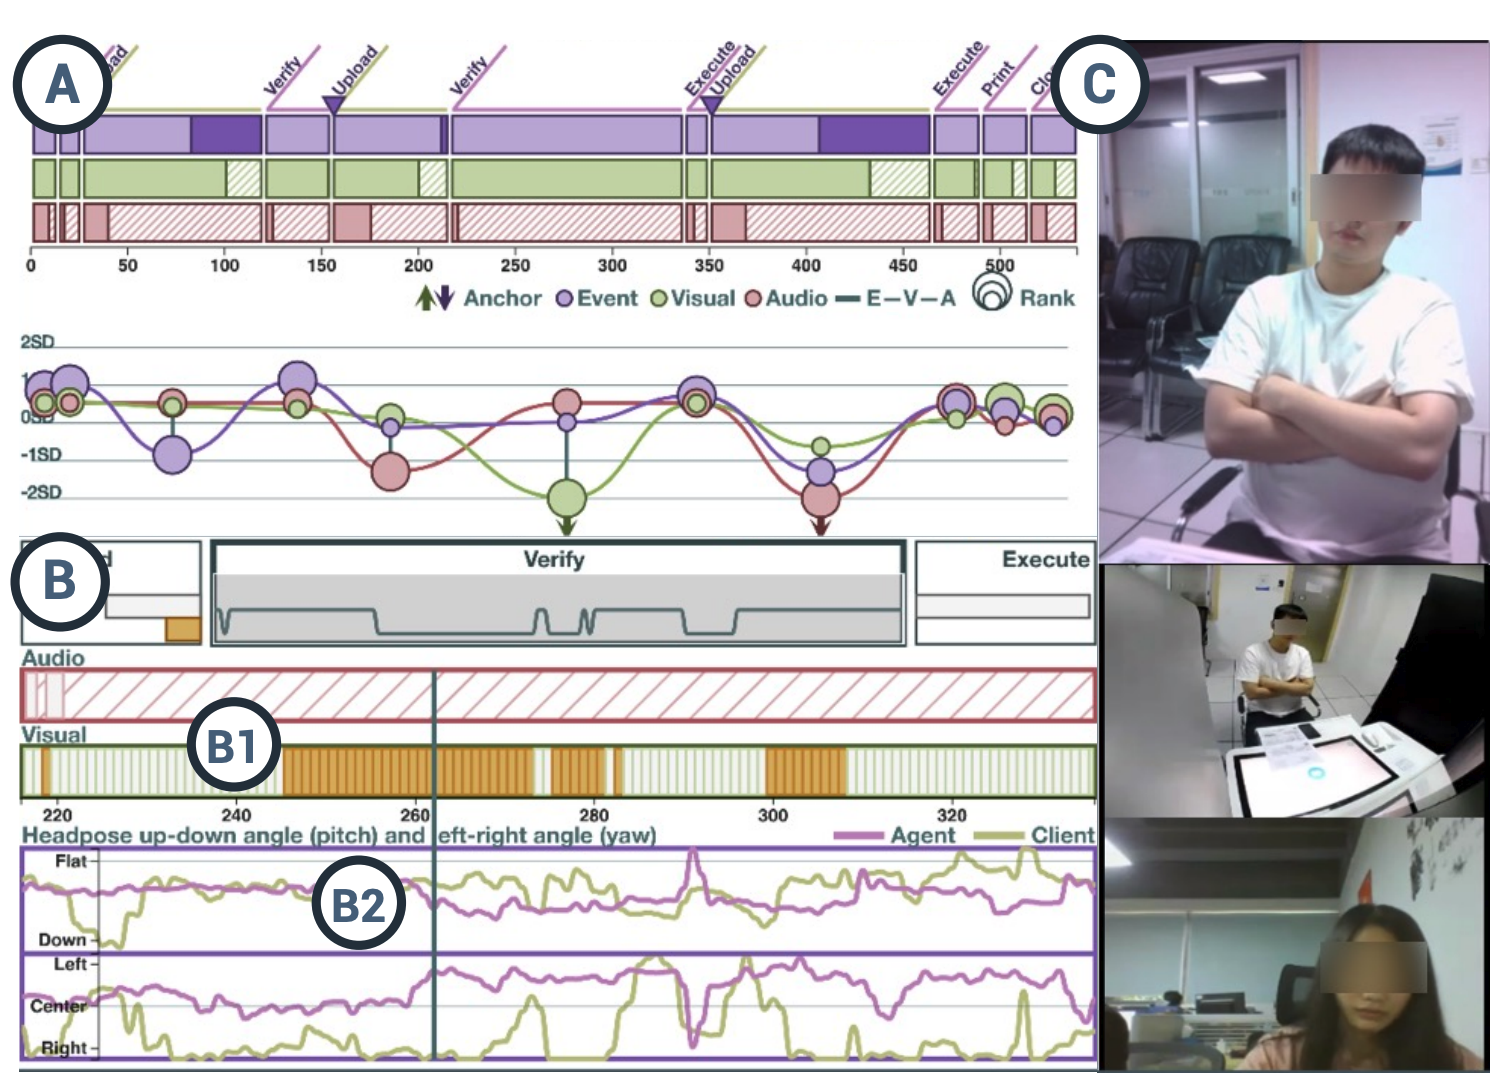 A
C
ad
Verify
Upload
Verify
Execute
Upload
Execute
Print
Clo
0 50 100 150 200 250 300 350 400 450 500
Anchor Event Visual Audio E–V–A Rank
2SD
1
0SD
-1SD
-2SD
B
d
Verify
Execute
Audio
B1
Visual
220 240 260 280 300 320
Headpose up-down angle (pitch) and eft-right angle (yaw) Agent Client
Flat
B2
Down
Left
Center
Right